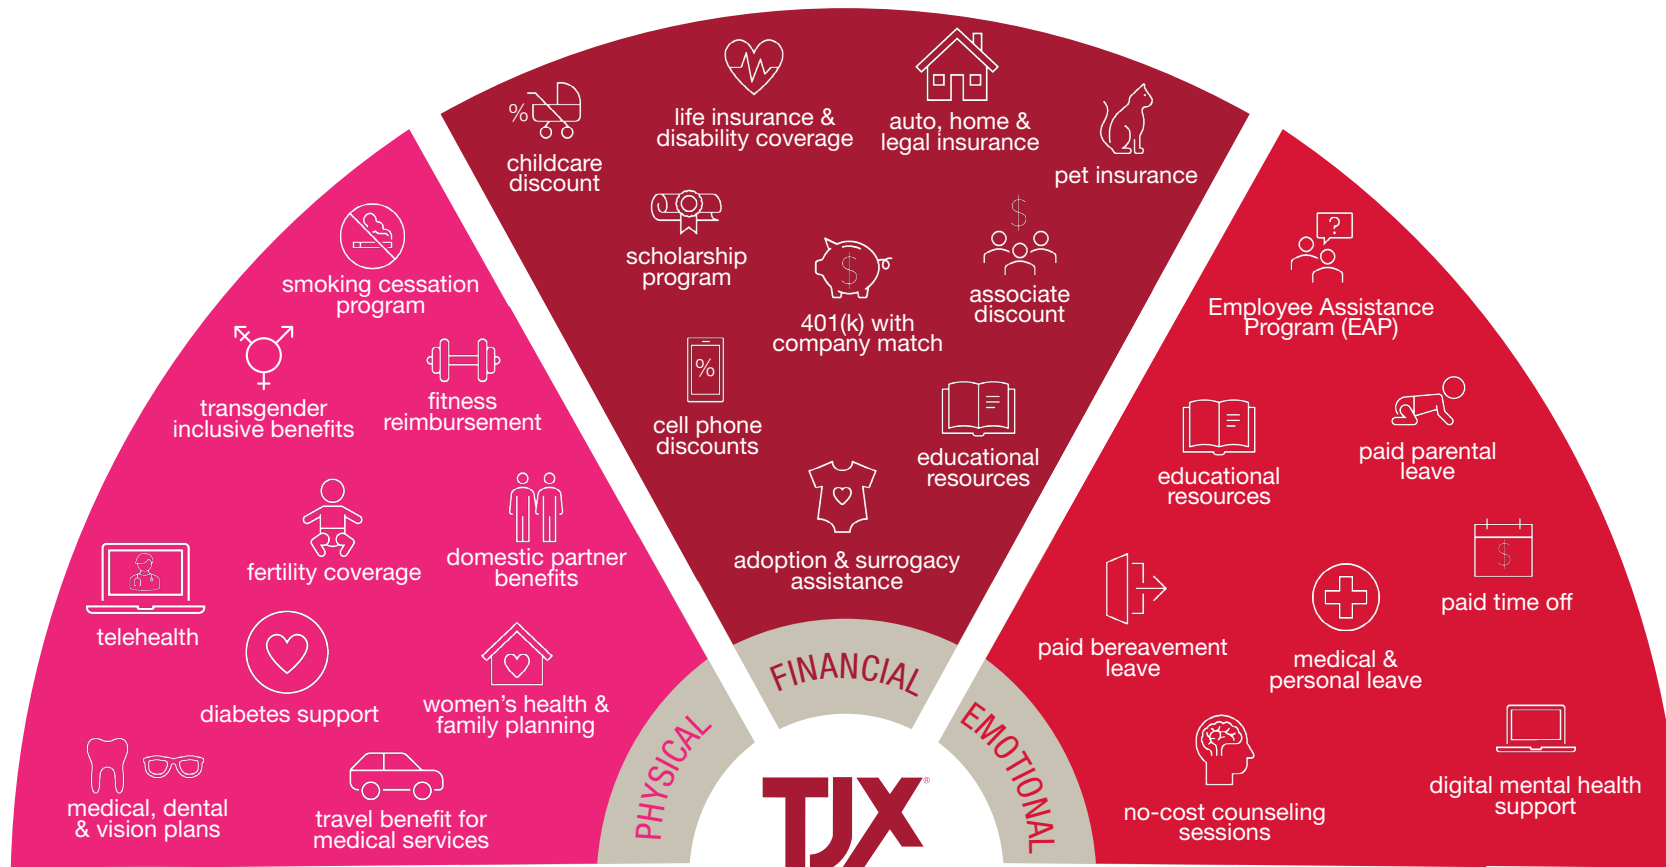 smoking cessation
program
transgender
inclusive benefits
fitness
reimbursement
telehealth
fertility coverage
domestic partner
benefits
diabetes support
women's health &
family planning
medical, dental
& vision plans
travel benefit for
medical services
PHYSICAL
%
childcare
discount
life insurance &
disability coverage
auto, home &
legal insurance
pet insurance
scholarship
program
$
401(k) with
company match
$
associate
discount
%
cell phone
discounts
educational
resources
adoption & surrogacy
assistance
FINANCIAL
?
Employee Assistance
Program (EAP)
educational
resources
paid parental
leave
paid bereavement
leave
medical &
personal leave
$
paid time off
no-cost counseling
sessions
digital mental health
support
EMOTIONAL
TJX®